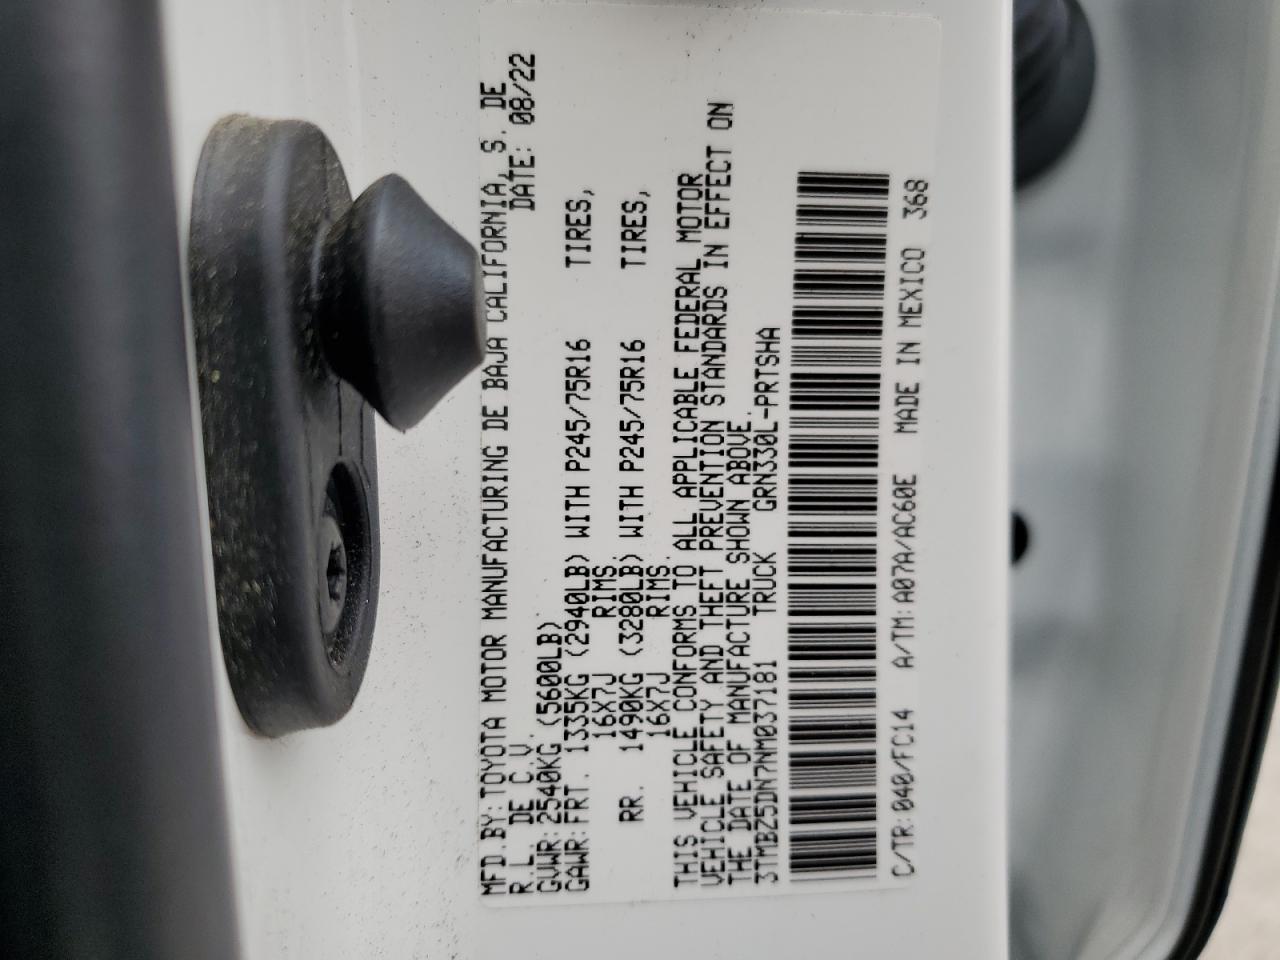 MFD.BY:TOYOTA MOTOR MANUFACTURING DE BAJA CALIFORNIA, S. DE
R.L. DE C.V. DATE: 08/22
GVWR:2540KG (5600LB)
GAWR:FRT. 1335KG (2940LB) WITH P245/75R16 TIRES,
16X7J RIMS.
RR. 1490KG (3280LB) WITH P245/75R16 TIRES,
16X7J RIMS.
THIS VEHICLE CONFORMS TO ALL APPLICABLE FEDERAL MOTOR
VEHICLE SAFETY AND THEFT PREVENTION STANDARDS IN EFFECT ON
THE DATE OF MANUFACTURE SHOWN ABOVE.
3TMBZ5DN7NM037181 TRUCK GRN330L-PRTSHA
C/TR:040/FC14 A/TM:A07A/AC60E MADE IN MEXICO 368